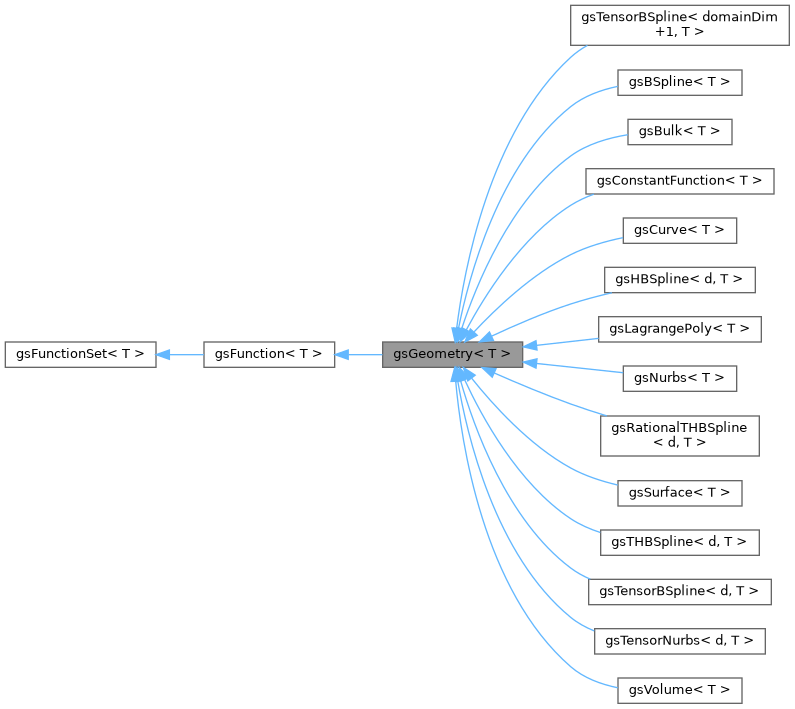 gsTensorBSpline< domainDim
+1, T >
gsBSpline< T >
gsBulk< T >
gsConstantFunction< T >
gsCurve< T >
gsHBSpline< d, T >
gsLagrangePoly< T >
gsFunctionSet< T >
gsFunction< T >
gsGeometry< T >
gsNurbs< T >
gsRationalTHBSpline
< d, T >
gsSurface< T >
gsTHBSpline< d, T >
gsTensorBSpline< d, T >
gsTensorNurbs< d, T >
gsVolume< T >